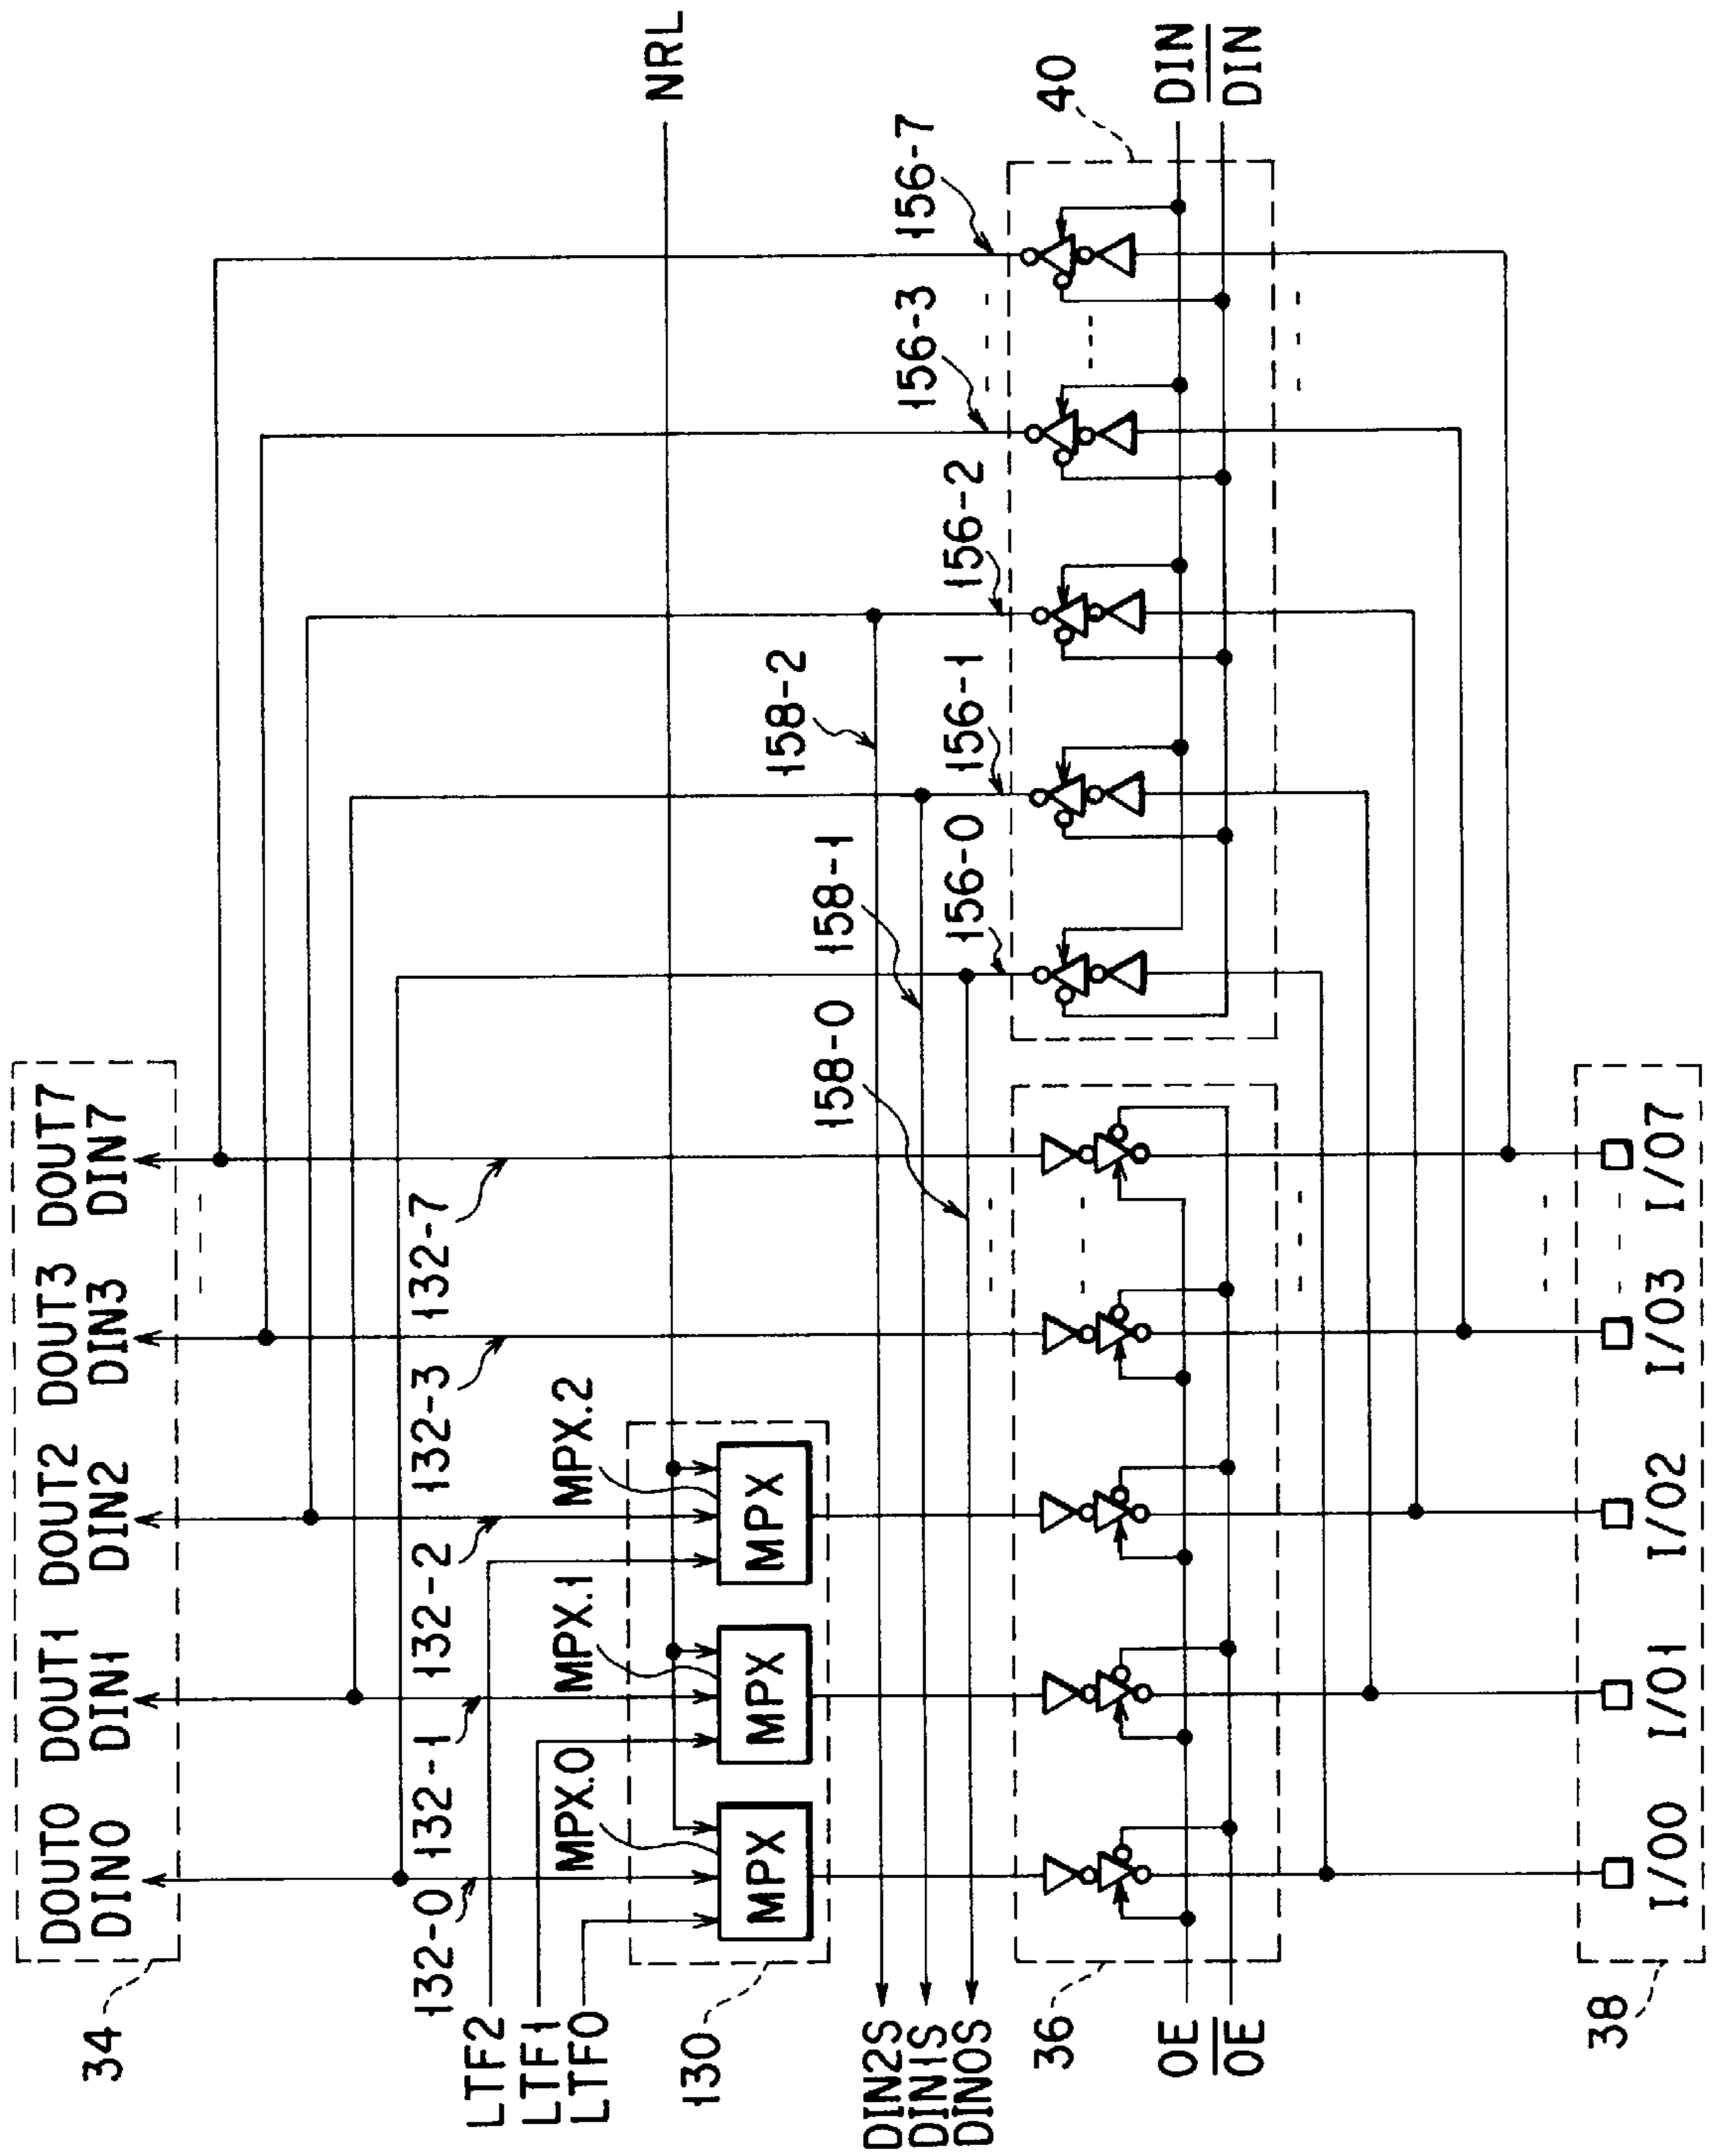 34
DOUT0 DOUT1 DOUT2 DOUT3 DOUT7
DIN0 DIN1 DIN2 DIN3 DIN7
132-0
132-1
132-2
132-3
132-7
LTF2
LTF1
LTF0
NRL
130
MPX.0
MPX.1
MPX.2
MPX
MPX
MPX
158-2
158-1
158-0
DIN2S
DIN1S
DIN0S
156-0
156-1
156-2
156-3
156-7
36
40
OE
OE
DIN
DIN
38
I/O0 I/O1 I/O2 I/O3 I/O7